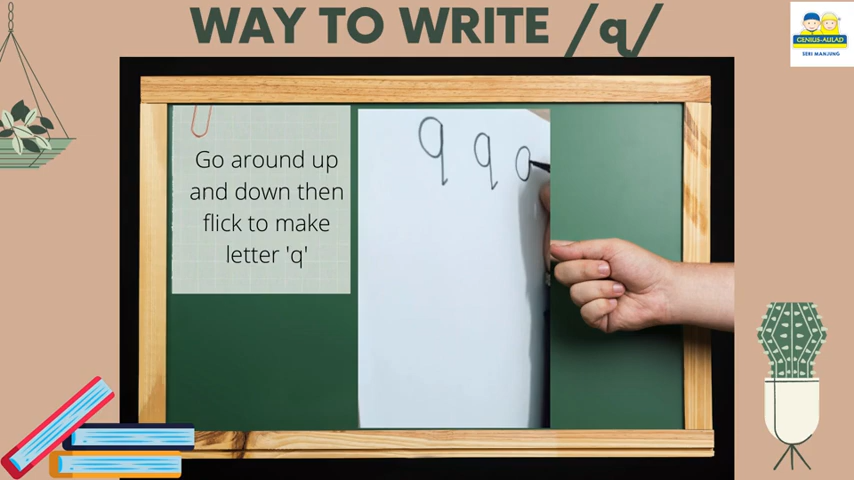 WAY TO WRITE /q/
GENIUS AULAD
SERI MANJUNG
Go around up
and down then
flick to make
letter 'q'
q q a